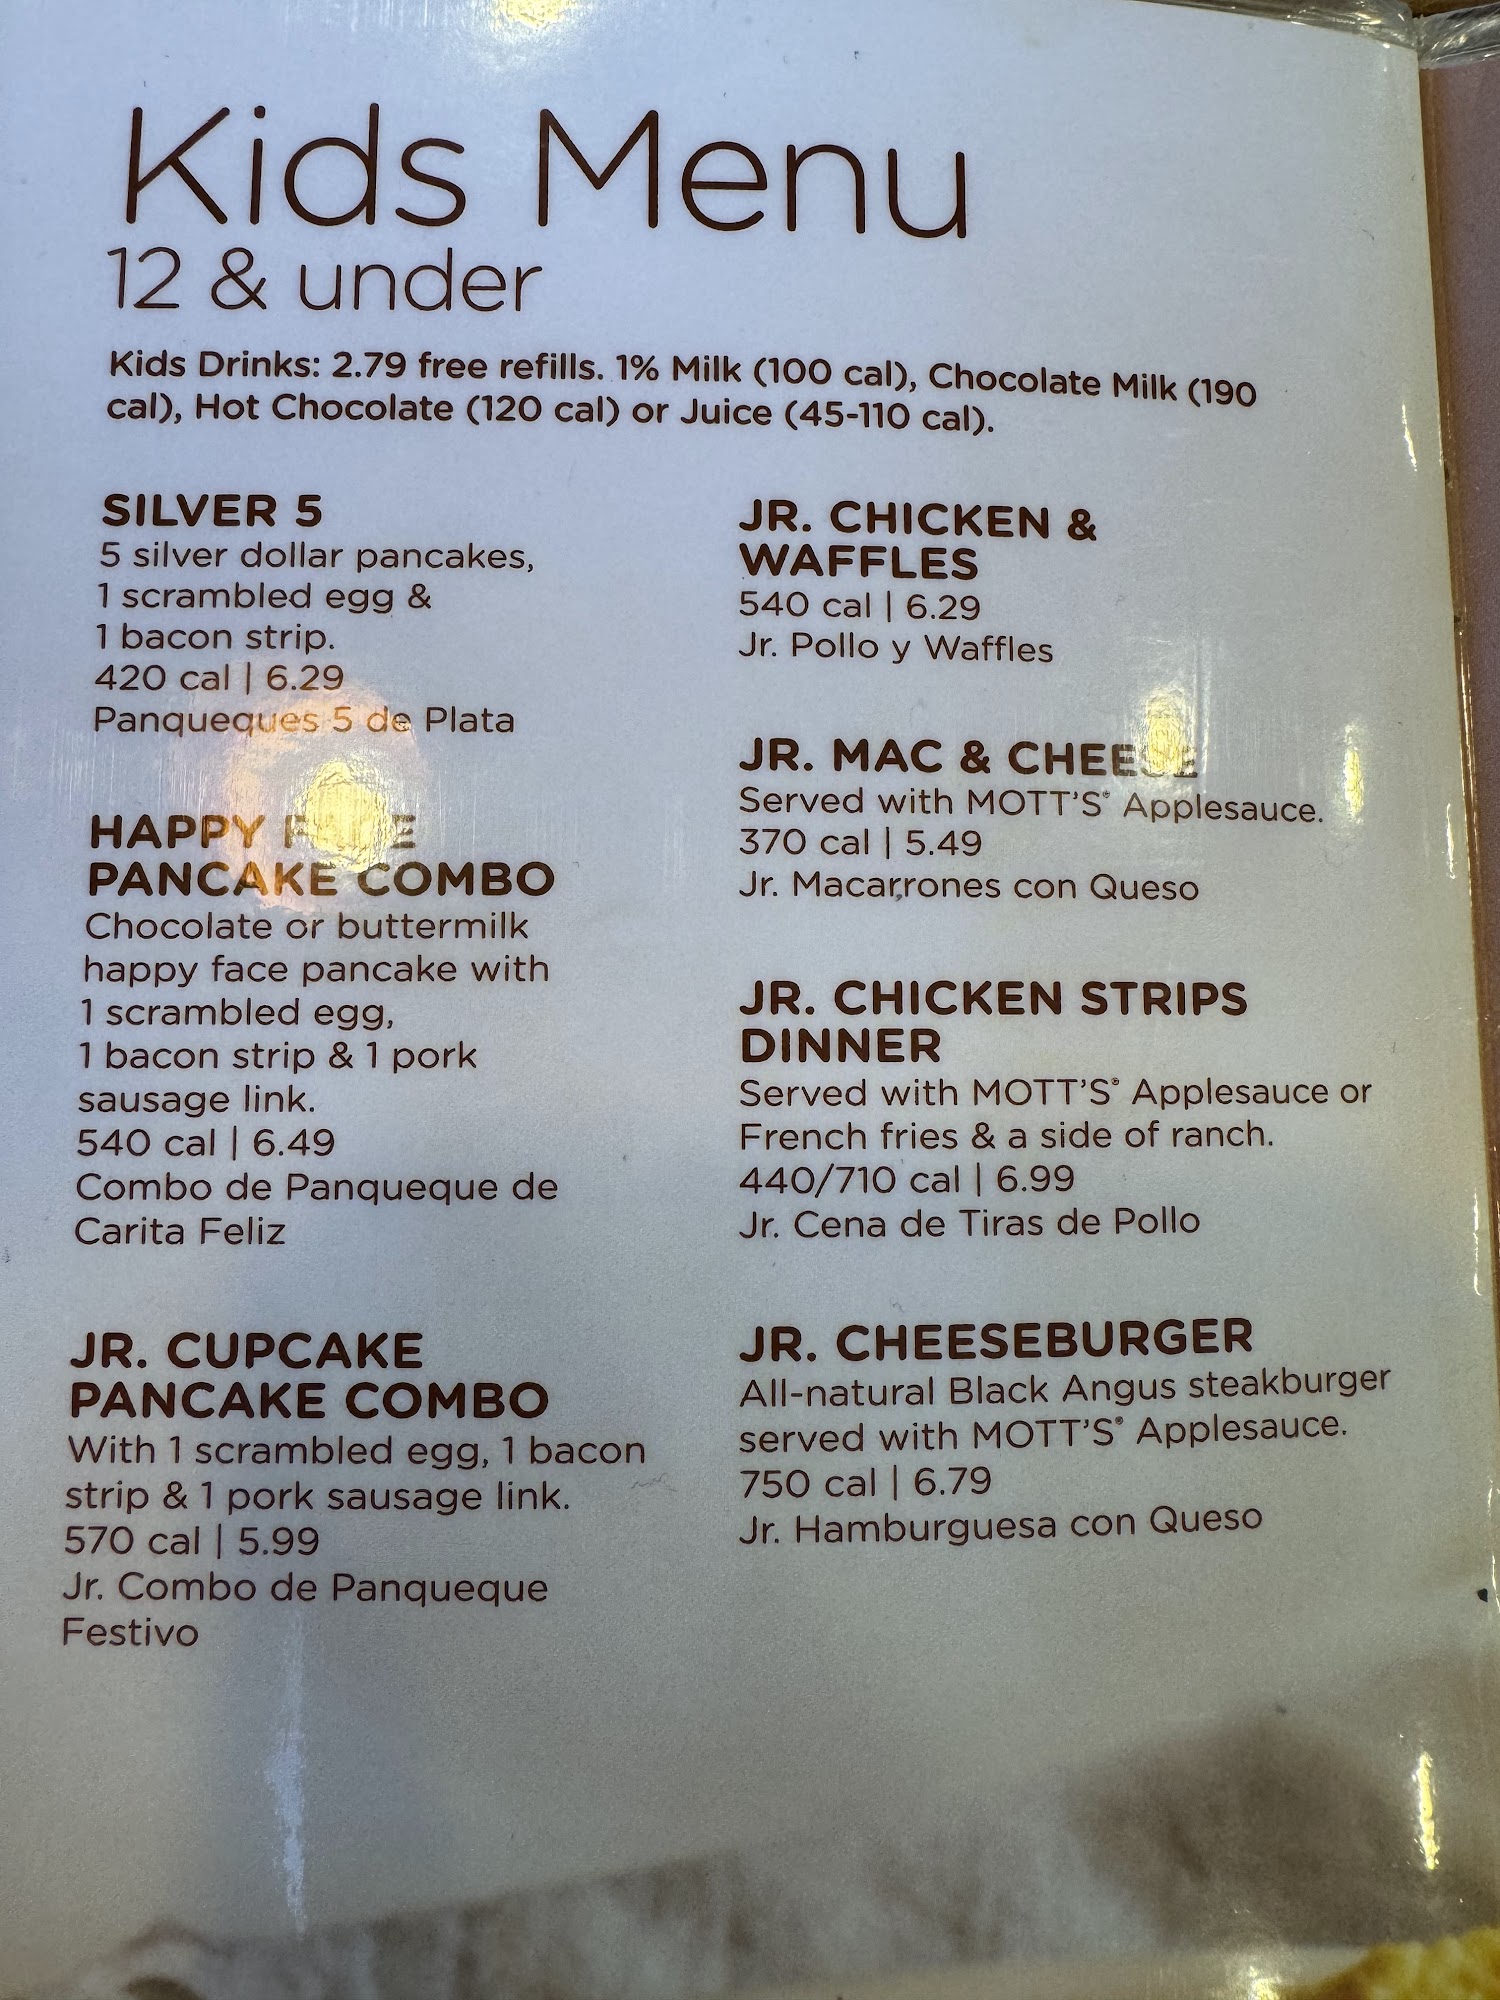 Kids Menu
12 & under
Kids Drinks: 2.79 free refills. 1% Milk (100 cal), Chocolate Milk (190
cal), Hot Chocolate (120 cal) or Juice (45-110 cal).
SILVER 5
5 silver dollar pancakes,
1 scrambled egg &
1 bacon strip.
420 cal | 6.29
Panqueques 5 de Plata
HAPPY FACE
PANCAKE COMBO
Chocolate or buttermilk
happy face pancake with
1 scrambled egg,
1 bacon strip & 1 pork
sausage link.
540 cal | 6.49
Combo de Panqueque de
Carita Feliz
JR. CUPCAKE
PANCAKE COMBO
With 1 scrambled egg, 1 bacon
strip & 1 pork sausage link.
570 cal | 5.99
Jr. Combo de Panqueque
Festivo
JR. CHICKEN &
WAFFLES
540 cal | 6.29
Jr. Pollo y Waffles
JR. MAC & CHEESE
Served with MOTT'S® Applesauce.
370 cal | 5.49
Jr. Macarrones con Queso
JR. CHICKEN STRIPS
DINNER
Served with MOTT'S® Applesauce or
French fries & a side of ranch.
440/710 cal | 6.99
Jr. Cena de Tiras de Pollo
JR. CHEESEBURGER
All-natural Black Angus steakburger
served with MOTT'S® Applesauce.
750 cal | 6.79
Jr. Hamburguesa con Queso